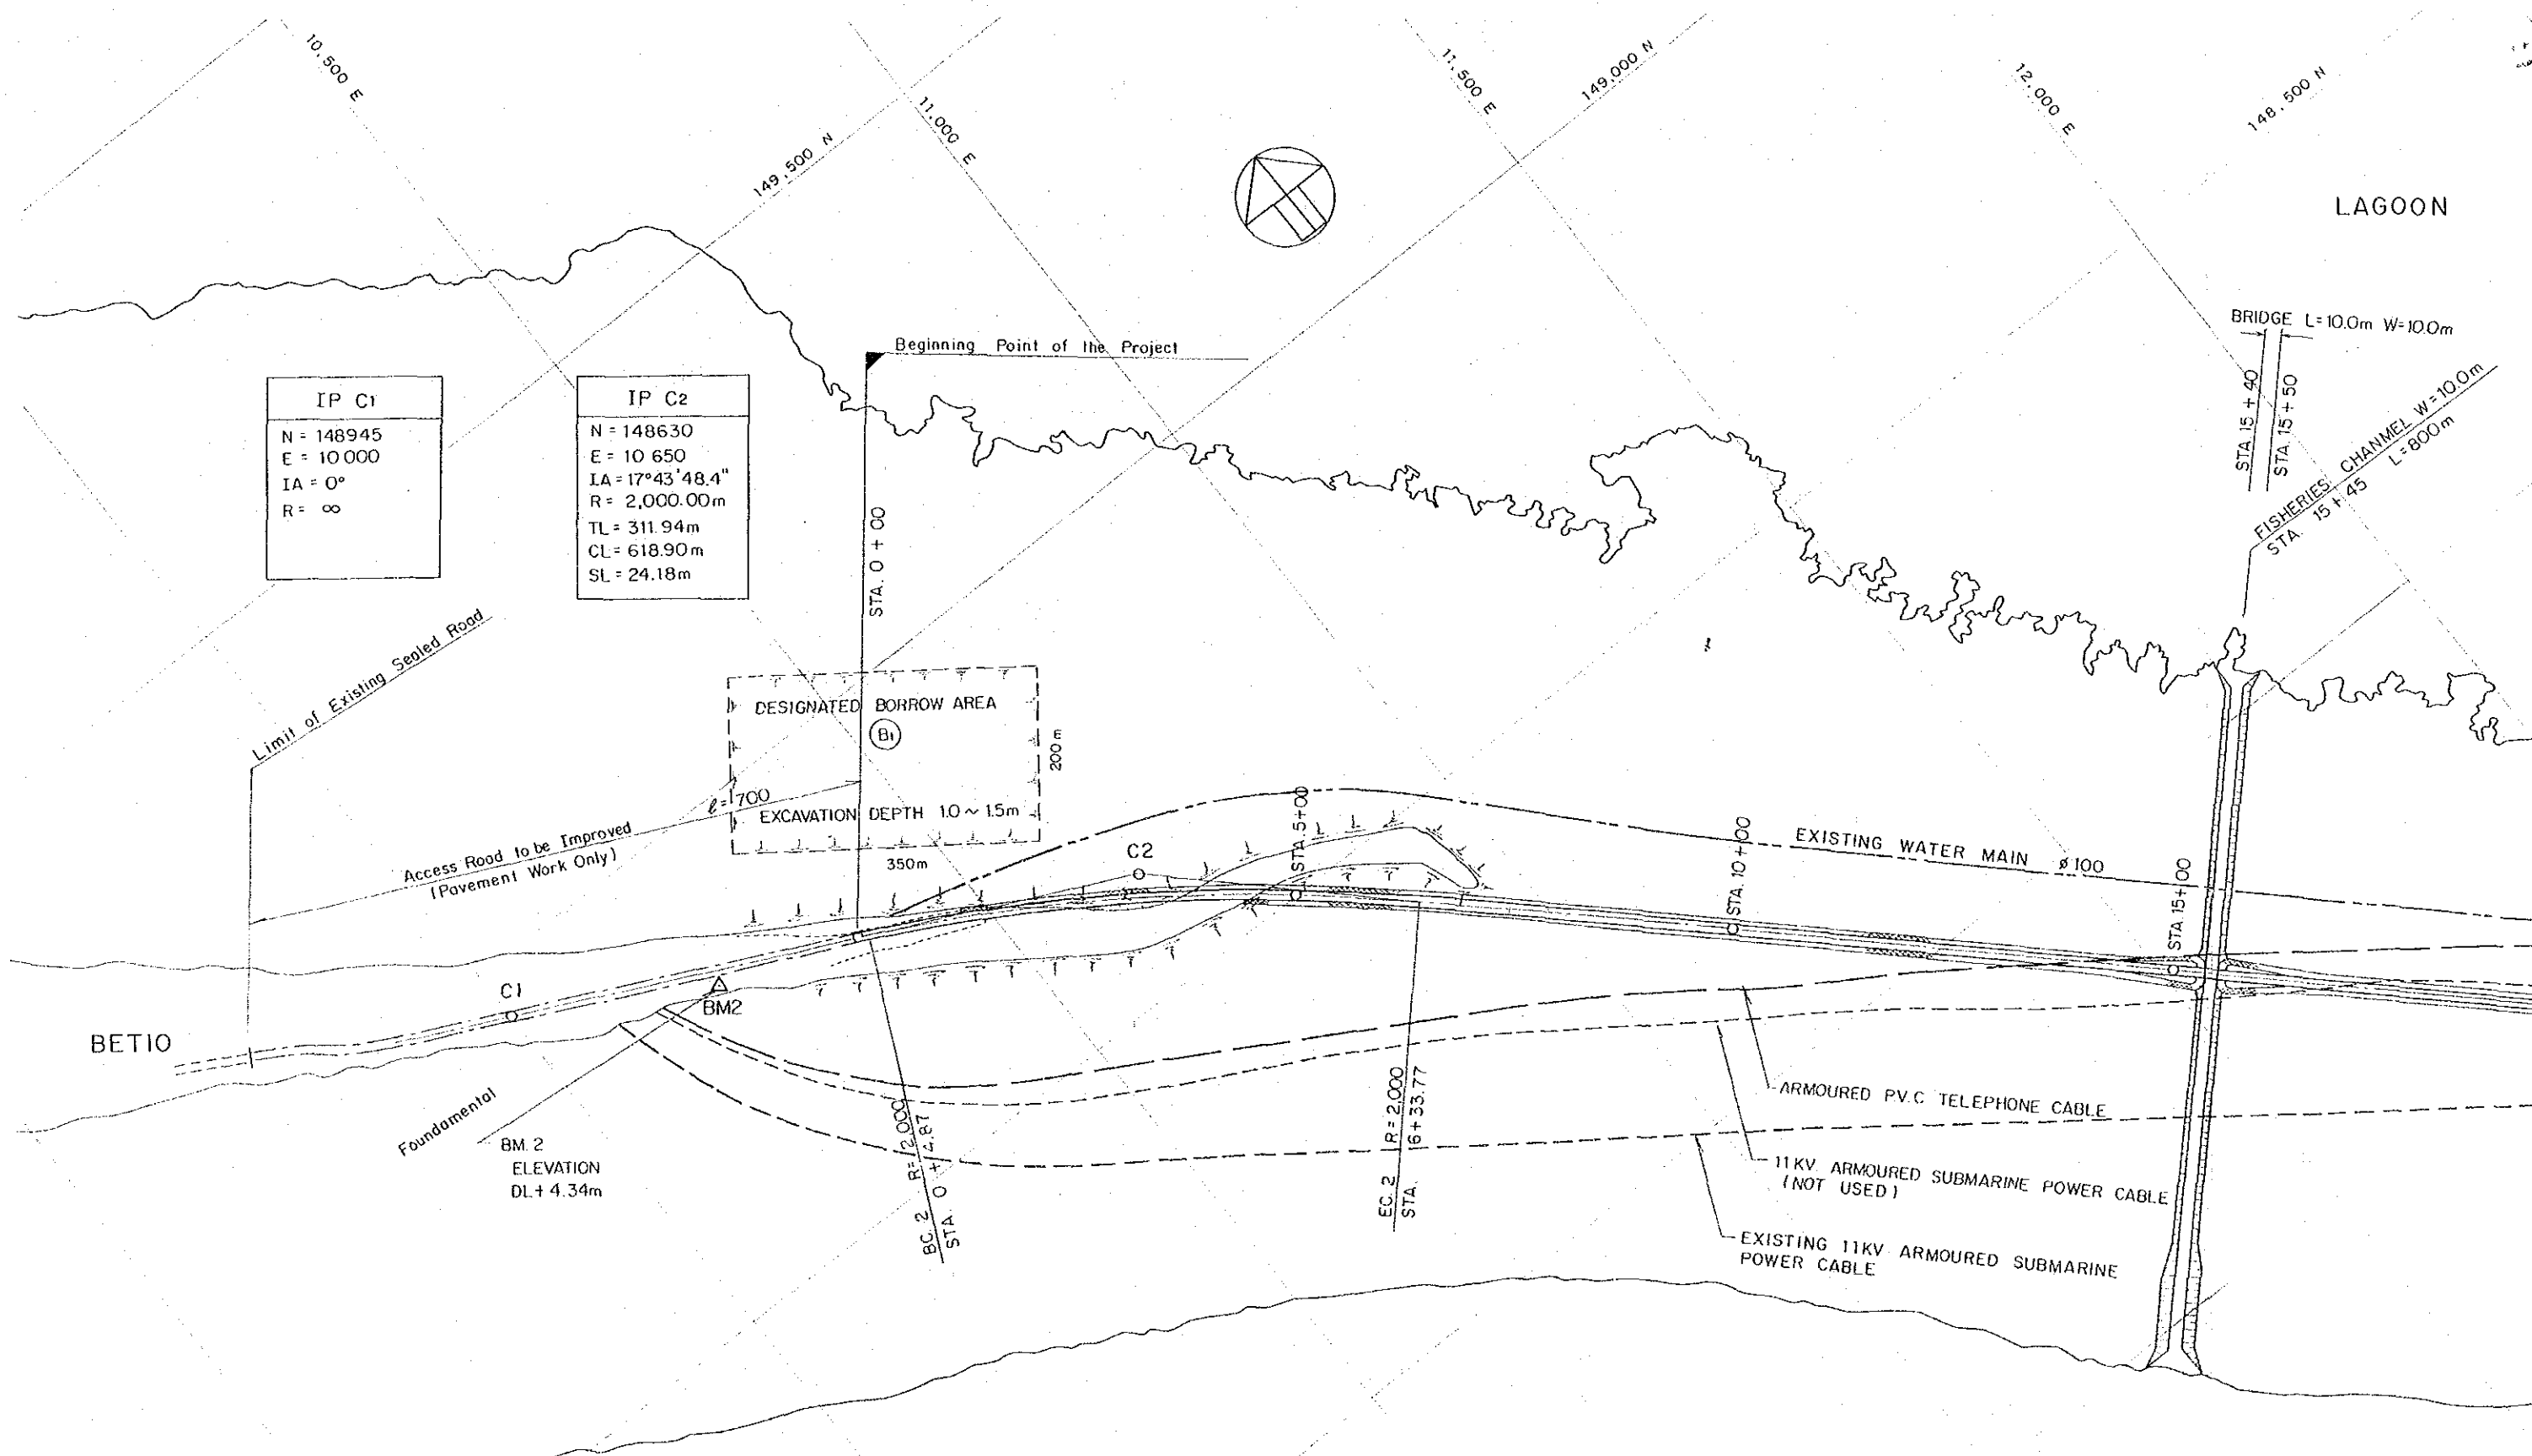 10,500 E
11,000 E
11,500 E
12,000 E
149,500 N
149,000 N
148,500 N
LAGOON
BRIDGE L=10.0m W=10.0m
STA 15+40
STA. 15+50
FISHERIES CHANMEL W=10.0m
STA. 15+45 L=800m
Beginning Point of the Project
STA. 0+00
IP C1
N = 148945
E = 10 000
IA = 0°
R = ∞
IP C2
N = 148630
E = 10 650
IA = 17°43'48.4"
R = 2,000.00m
TL = 311.94m
CL = 618.90m
SL = 24.18m
Limit of Existing Sealed Road
DESIGNATED BORROW AREA
B1
EXCAVATION DEPTH 1.0 ~ 1.5m
200m
350m
ℓ=700
Access Road to be Improved
(Pavement Work Only)
C1
C2
STA.5+00
STA. 10+00
STA. 15+00
EXISTING WATER MAIN ø100
BETIO
BM2
Foundamental
BM. 2
ELEVATION
DL+ 4.34m
BC. 2 R=2,000
STA. 0+14.87
EC. 2 R=2,000
STA. 6+33.77
ARMOURED P.V.C TELEPHONE CABLE
11KV. ARMOURED SUBMARINE POWER CABLE
(NOT USED)
EXISTING 11KV ARMOURED SUBMARINE
POWER CABLE